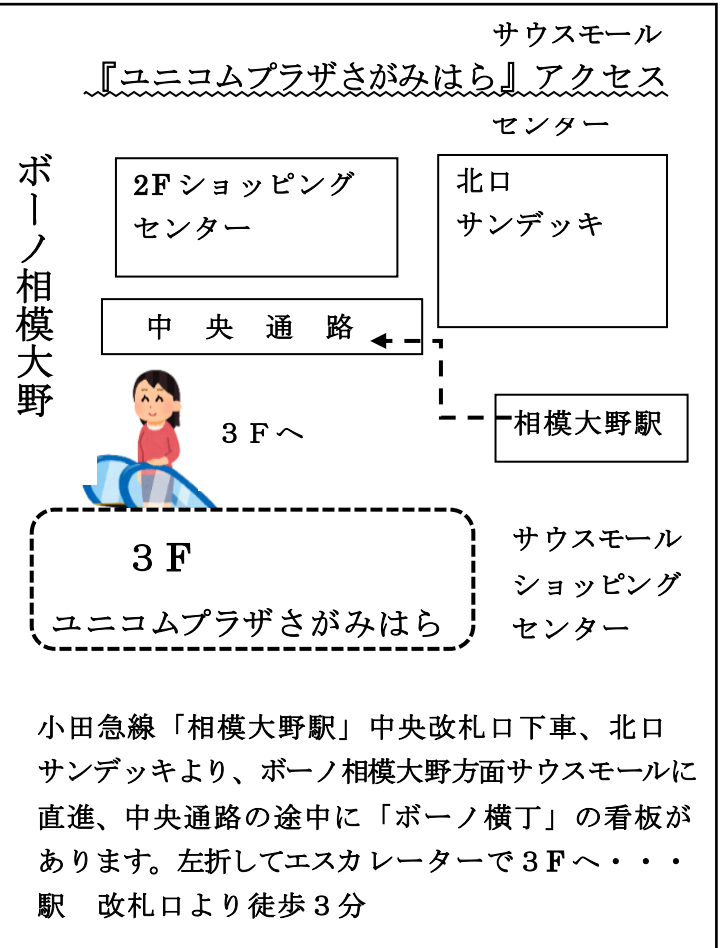 サウスモール
『ユニコムプラザさがみはら』アクセス
センター
ボーノ相模大野
2Fショッピング
センター
北口
サンデッキ
中 央 通 路
相模大野駅
3Fへ
3F
ユニコムプラザさがみはら
サウスモール
ショッピング
センター
小田急線「相模大野駅」中央改札口下車、北口
サンデッキより、ボーノ相模大野方面サウスモールに
直進、中央通路の途中に「ボーノ横丁」の看板が
あります。左折してエスカレーターで3Fへ・・・
駅 改札口より徒歩3分